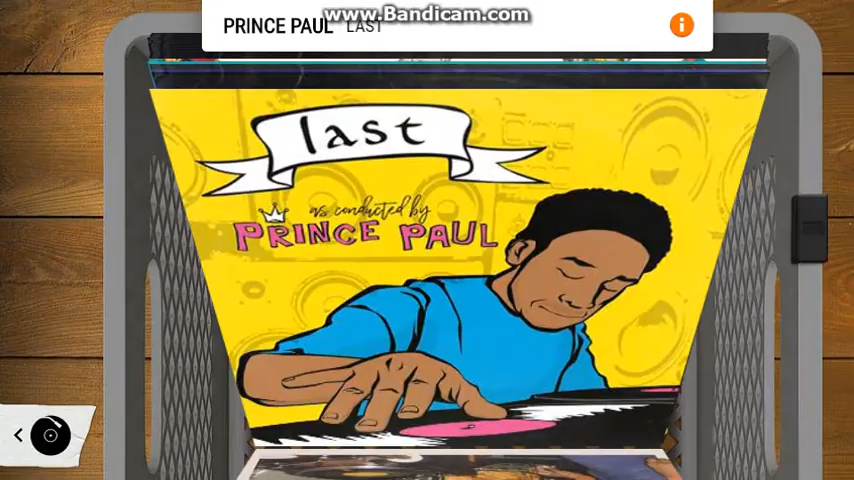 www.Bandicam.com
PRINCE PAUL LAST
last
as conducted by
PRINCE PAUL